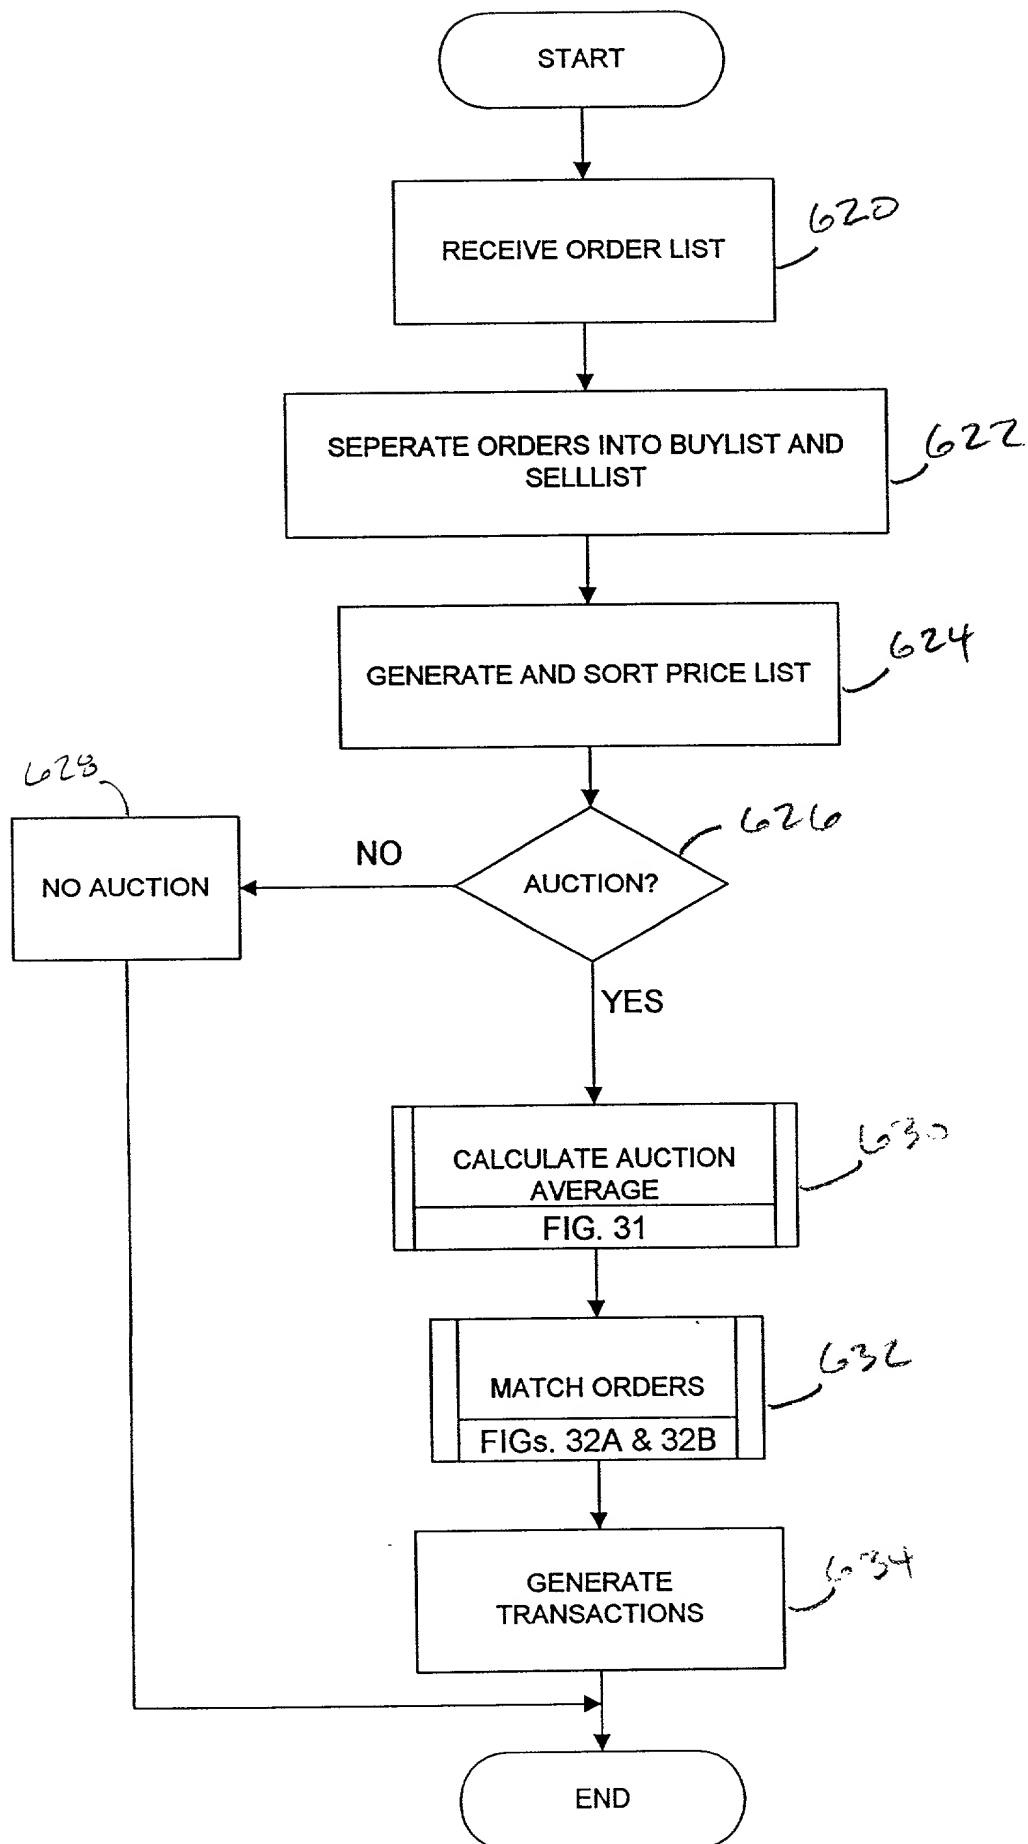 START
RECEIVE ORDER LIST
620
SEPERATE ORDERS INTO BUYLIST AND
SELLLIST
622
GENERATE AND SORT PRICE LIST
624
628
NO AUCTION
NO
AUCTION?
626
YES
CALCULATE AUCTION
AVERAGE
FIG. 31
630
MATCH ORDERS
FIGs. 32A & 32B
632
GENERATE
TRANSACTIONS
634
END